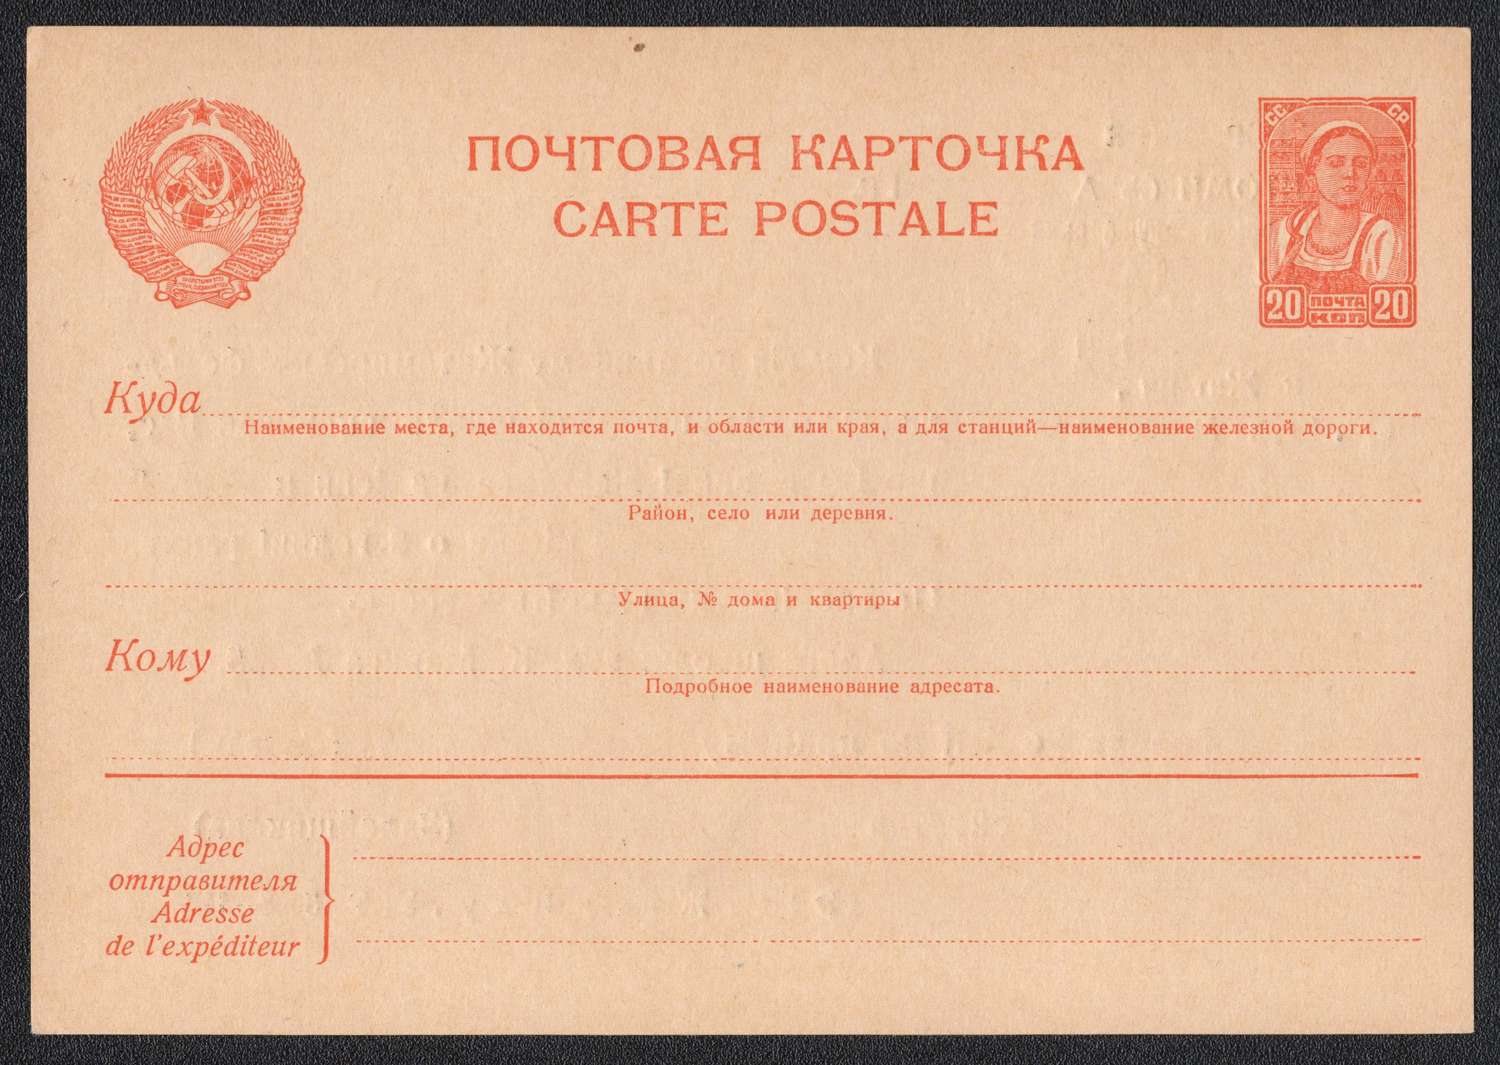 СС СР
ПОЧТОВАЯ КАРТОЧКА
CARTE POSTALE
20 ПОЧТА 20
КОП
Куда
Наименование места, где находится почта, и области или края, а для станций—наименование железной дороги.
Район, село или деревня.
Улица, № дома и квартиры
Кому
Подробное наименование адресата.
Адрес
отправителя
Adresse
de l'expéditeur